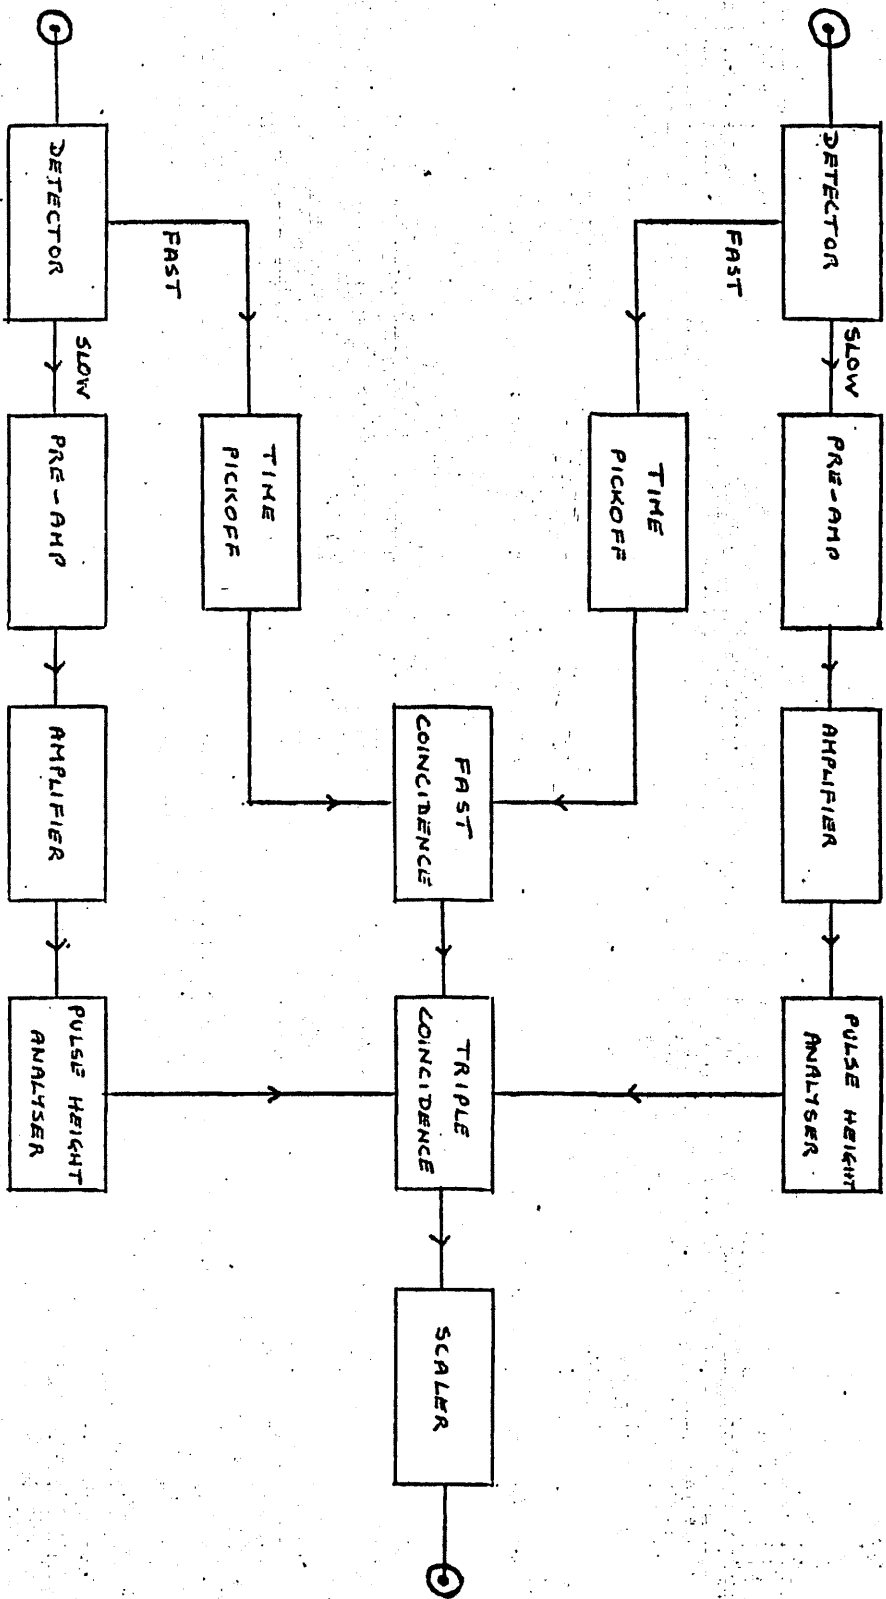 DETECTOR
SLOW
PRE-AMP
AMPLIFIER
PULSE HEIGHT
ANALYSER
FAST
TIME
PICKOFF
FAST
COINCIDENCE
TRIPLE
COINCIDENCE
SCALER
TIME
PICKOFF
FAST
DETECTOR
SLOW
PRE-AMP
AMPLIFIER
PULSE HEIGHT
ANALYSER